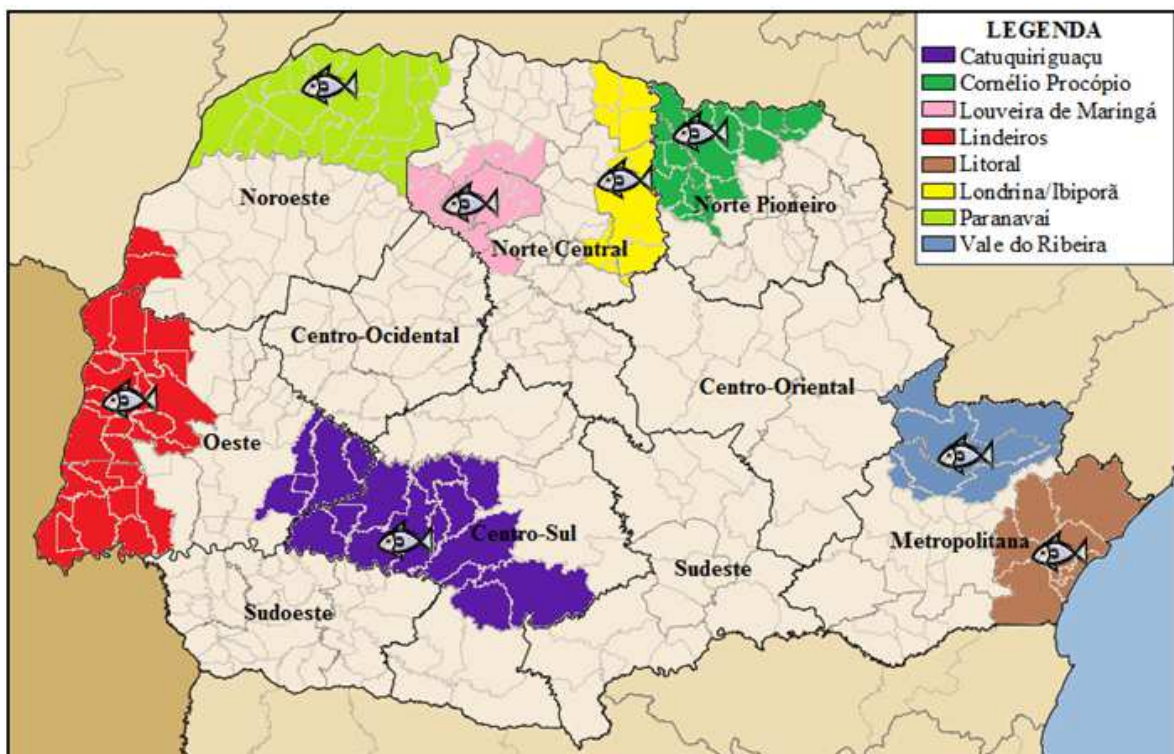 LEGENDA
Catuquiriguaçu
Cornélio Procópio
Louveira de Maringá
Lindeiros
Litoral
Londrina/Ibiporã
Paranavai
Vale do Ribeira
Noroeste
Norte Central
Norte Pioneiro
Centro-Ocidental
Centro-Oriental
Oeste
Centro-Sul
Metropolitana
Sudeste
Sudoeste